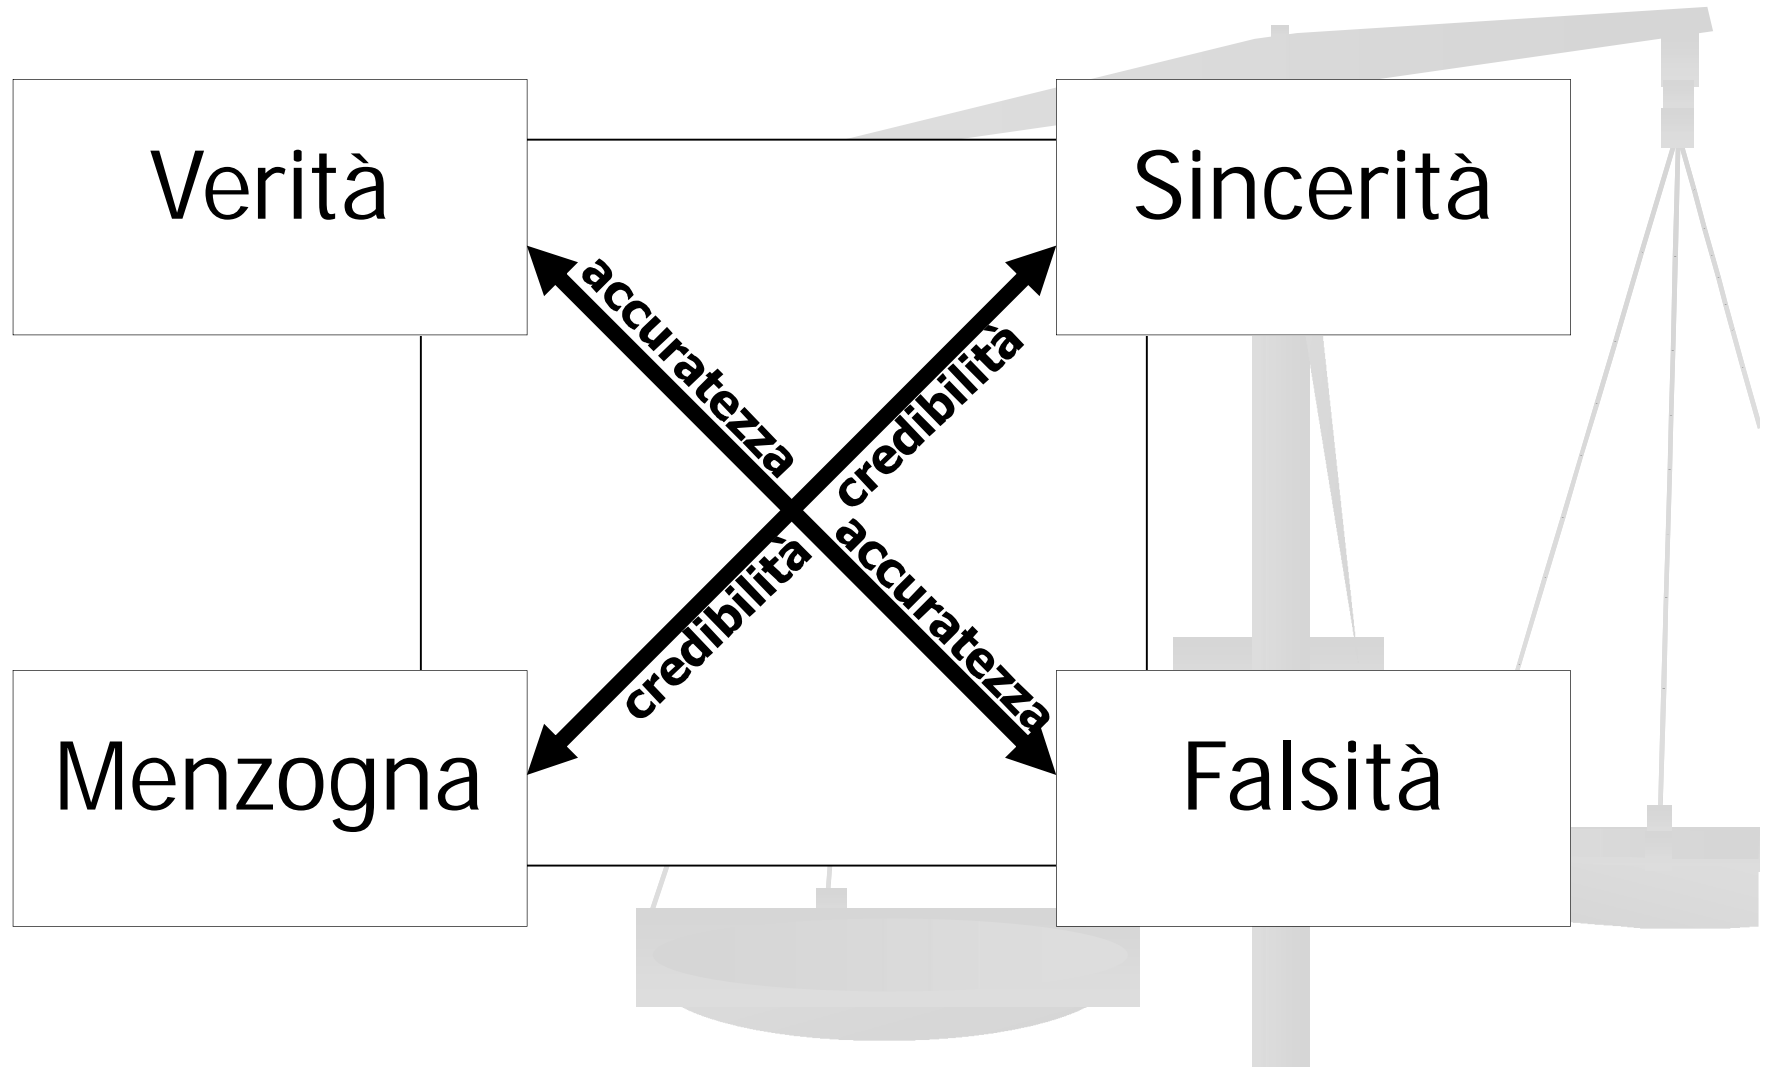 Verità
Sincerità
accuratezza
credibilità
credibilità
accuratezza
Menzogna
Falsità